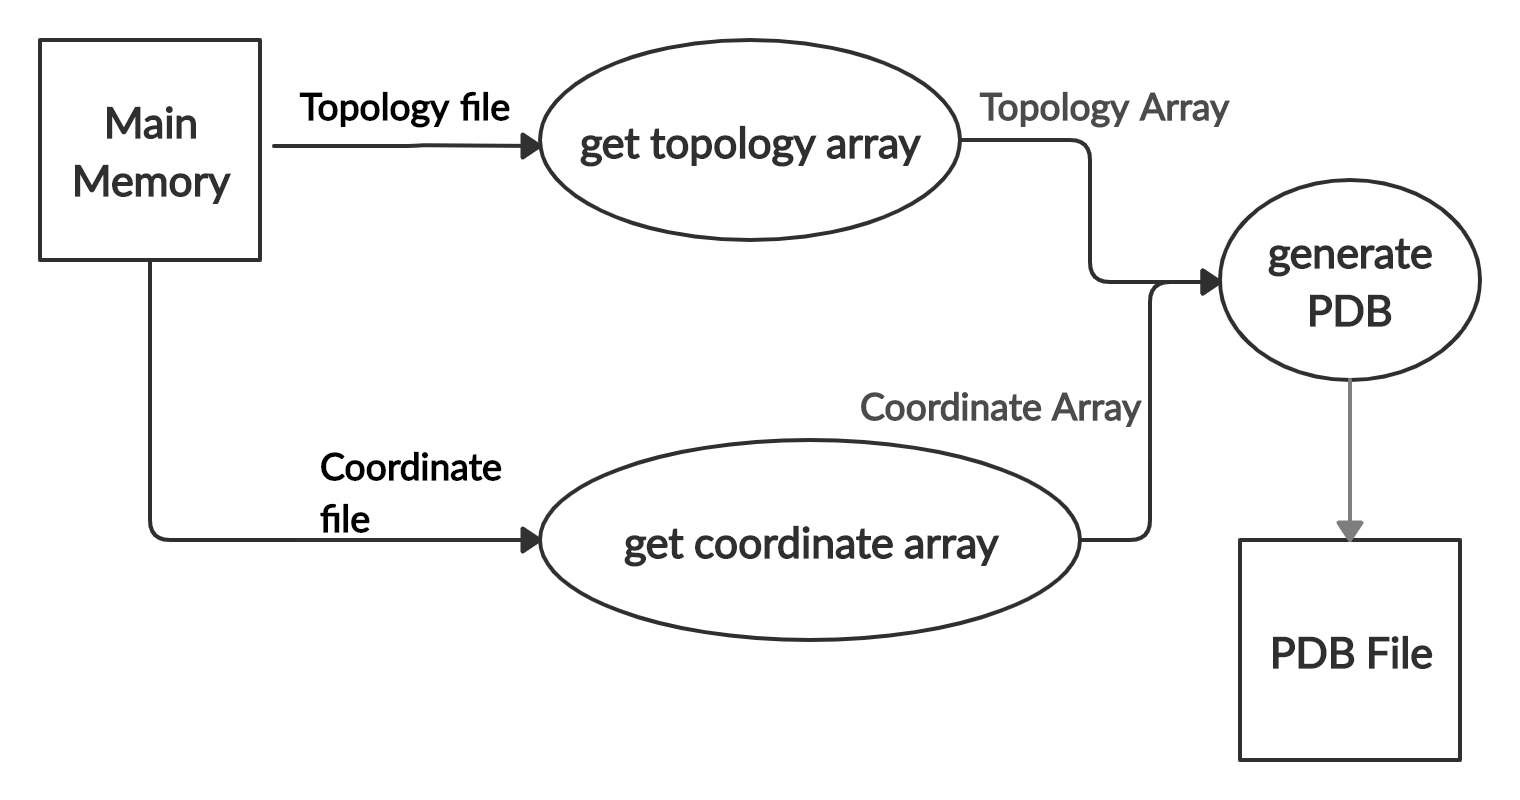 Main
Memory
Topology file
get topology array
Topology Array
generate
PDB
Coordinate Array
Coordinate
file
get coordinate array
PDB File